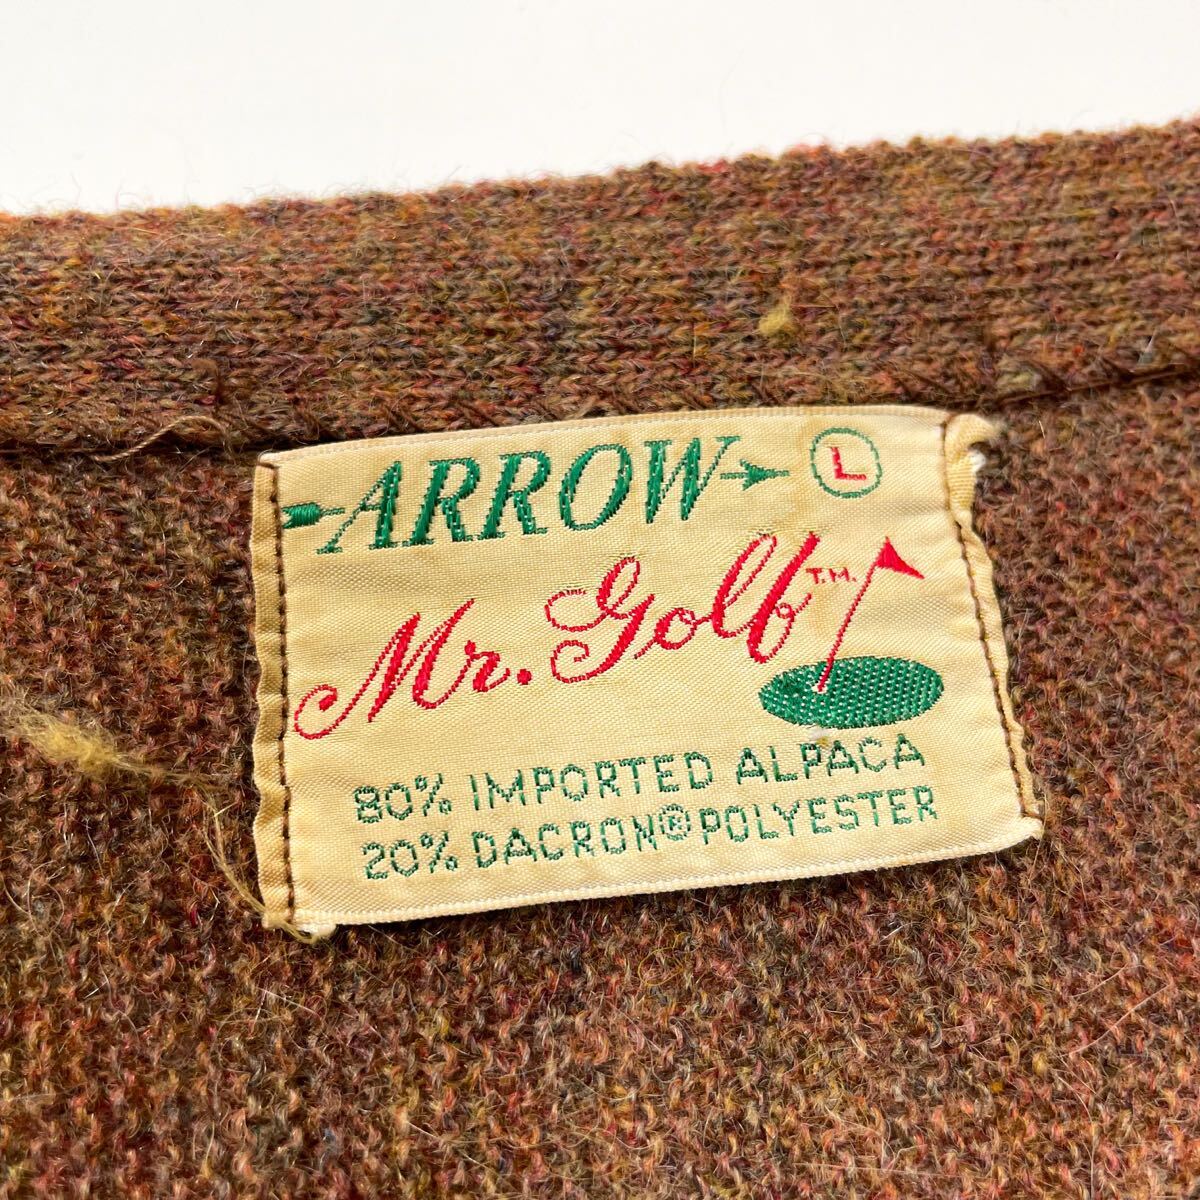 ARROW L
Mr. Golf T.M.
80% IMPORTED ALPACA
20% DACRON® POLYESTER